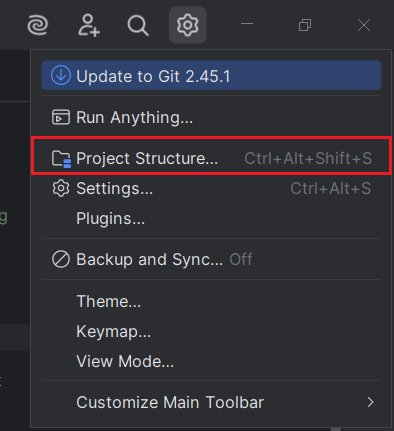 Update to Git 2.45.1
Run Anything...
Project Structure... Ctrl+Alt+Shift+S
Settings... Ctrl+Alt+S
Plugins...
Backup and Sync... Off
Theme...
Keymap...
View Mode...
Customize Main Toolbar
g